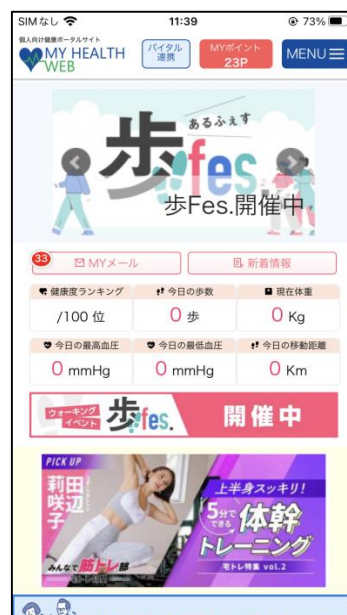 SIMなし 11:39 73%
個人向け健康ポータルサイト
MY HEALTH WEB
バイタル連携
MYポイント
23P
MENU
あるふぇす
歩fes.
歩Fes.開催中
33
MYメール
新着情報
健康度ランキング 今日の歩数 現在体重
/100 位 0 歩 0 Kg
今日の最高血圧 今日の最低血圧 今日の移動距離
0 mmHg 0 mmHg 0 Km
ウォーキングイベント 歩fes. 開催中
PICK UP
田辺莉咲子
みんなで筋トレ部
上半身スッキリ!
5分でできる 体幹トレーニング
宅トレ特集 vol.2